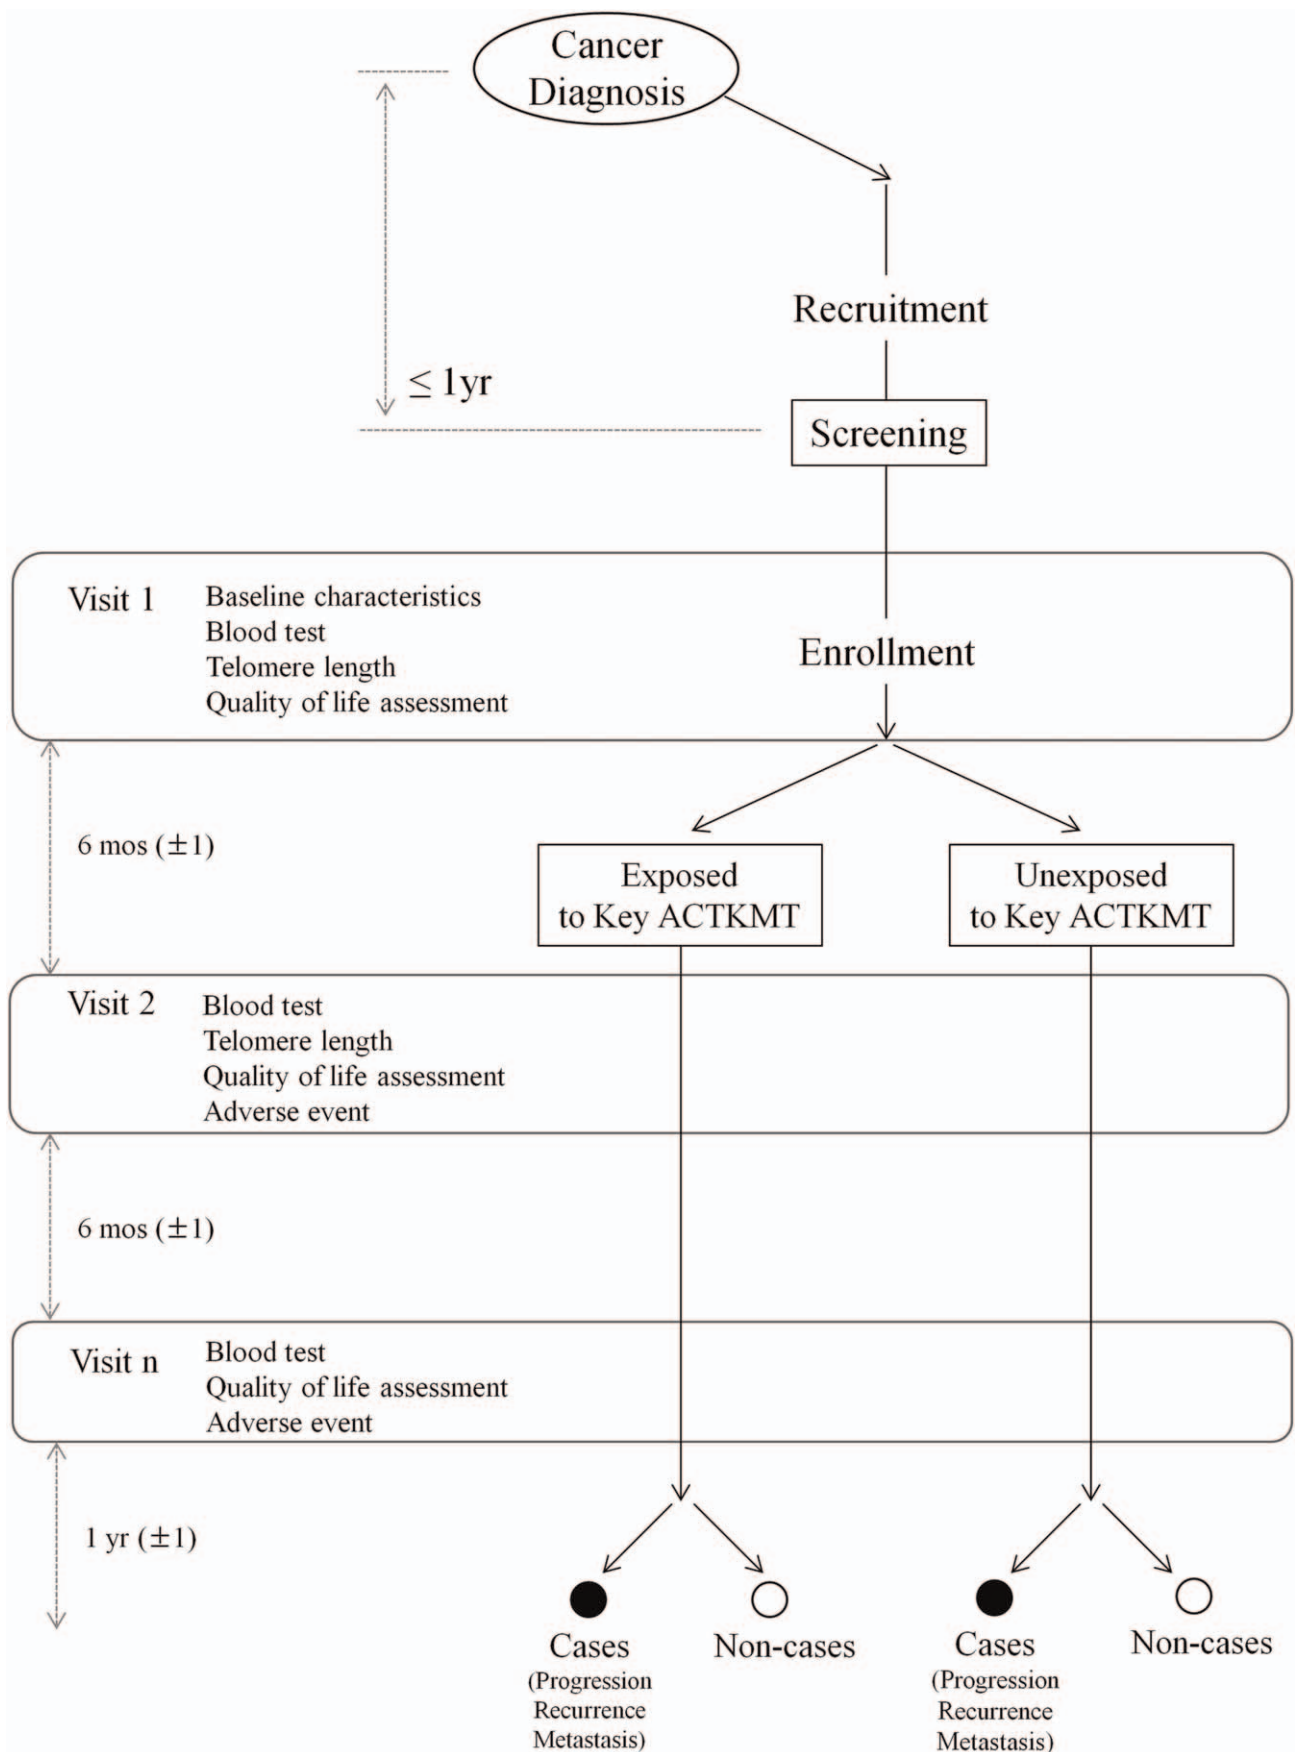 Cancer
Diagnosis
≤ 1yr
Recruitment
Screening
Visit 1
Baseline characteristics
Blood test
Telomere length
Quality of life assessment
Enrollment
6 mos (±1)
Exposed
to Key ACTKMT
Unexposed
to Key ACTKMT
Visit 2
Blood test
Telomere length
Quality of life assessment
Adverse event
6 mos (±1)
Visit n
Blood test
Quality of life assessment
Adverse event
1 yr (±1)
Cases
(Progression
Recurrence
Metastasis)
Non-cases
Cases
(Progression
Recurrence
Metastasis)
Non-cases